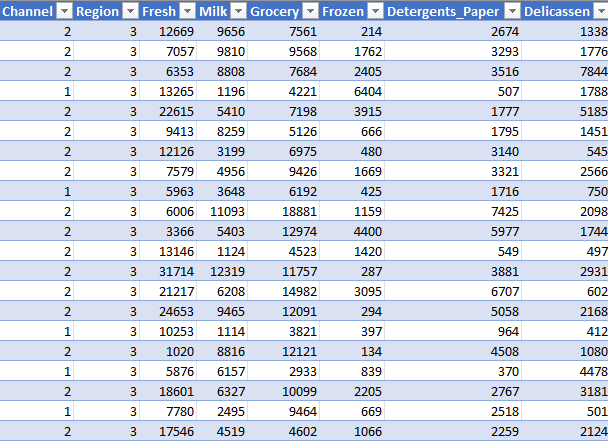 Channel Region Fresh Milk Grocery Frozen Detergents_Paper Delicassen
2 3 12669 9656 7561 214 2674 1338
2 3 7057 9810 9568 1762 3293 1776
2 3 6353 8808 7684 2405 3516 7844
1 3 13265 1196 4221 6404 507 1788
2 3 22615 5410 7198 3915 1777 5185
2 3 9413 8259 5126 666 1795 1451
2 3 12126 3199 6975 480 3140 545
2 3 7579 4956 9426 1669 3321 2566
1 3 5963 3648 6192 425 1716 750
2 3 6006 11093 18881 1159 7425 2098
2 3 3366 5403 12974 4400 5977 1744
2 3 13146 1124 4523 1420 549 497
2 3 31714 12319 11757 287 3881 2931
2 3 21217 6208 14982 3095 6707 602
2 3 24653 9465 12091 294 5058 2168
1 3 10253 1114 3821 397 964 412
2 3 1020 8816 12121 134 4508 1080
1 3 5876 6157 2933 839 370 4478
2 3 18601 6327 10099 2205 2767 3181
1 3 7780 2495 9464 669 2518 501
2 3 17546 4519 4602 1066 2259 2124